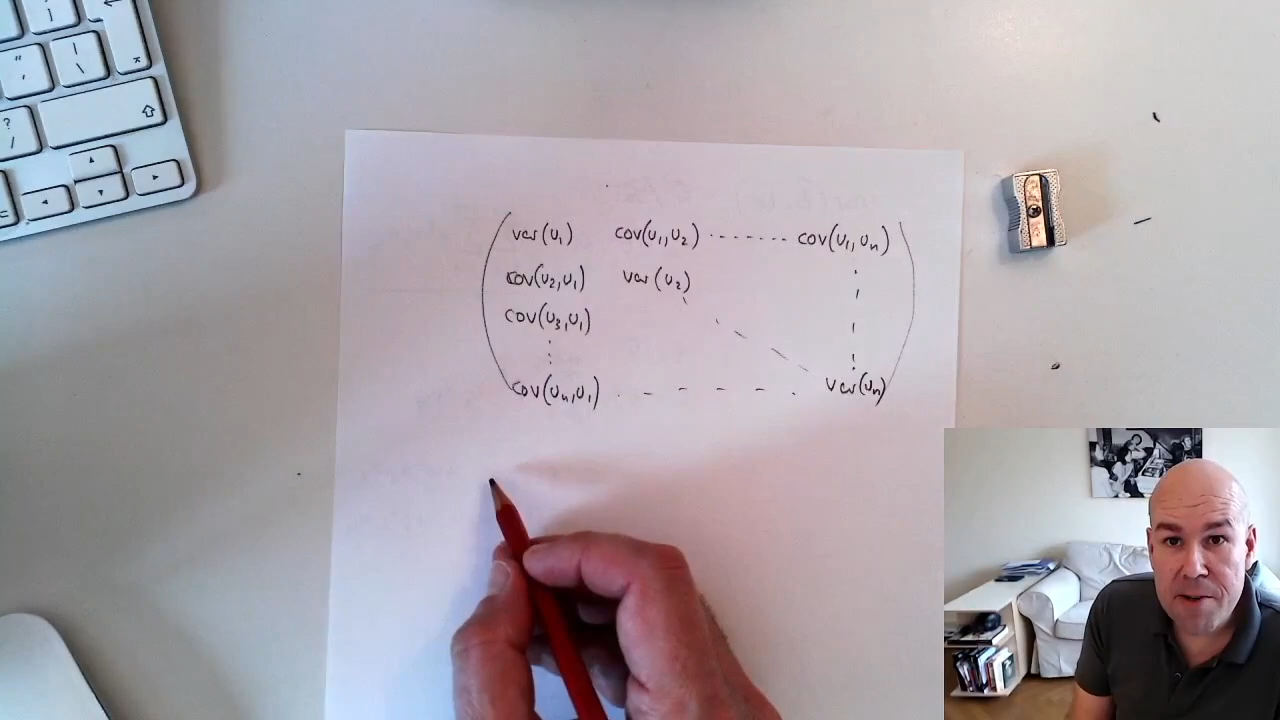 var(U₁) cov(U₁,U₂) ······· cov(U₁,Uₙ)
cov(U₂,U₁) var(U₂)
cov(U₃,U₁)
cov(Uₙ,U₁) . - - - - . var(Uₙ)